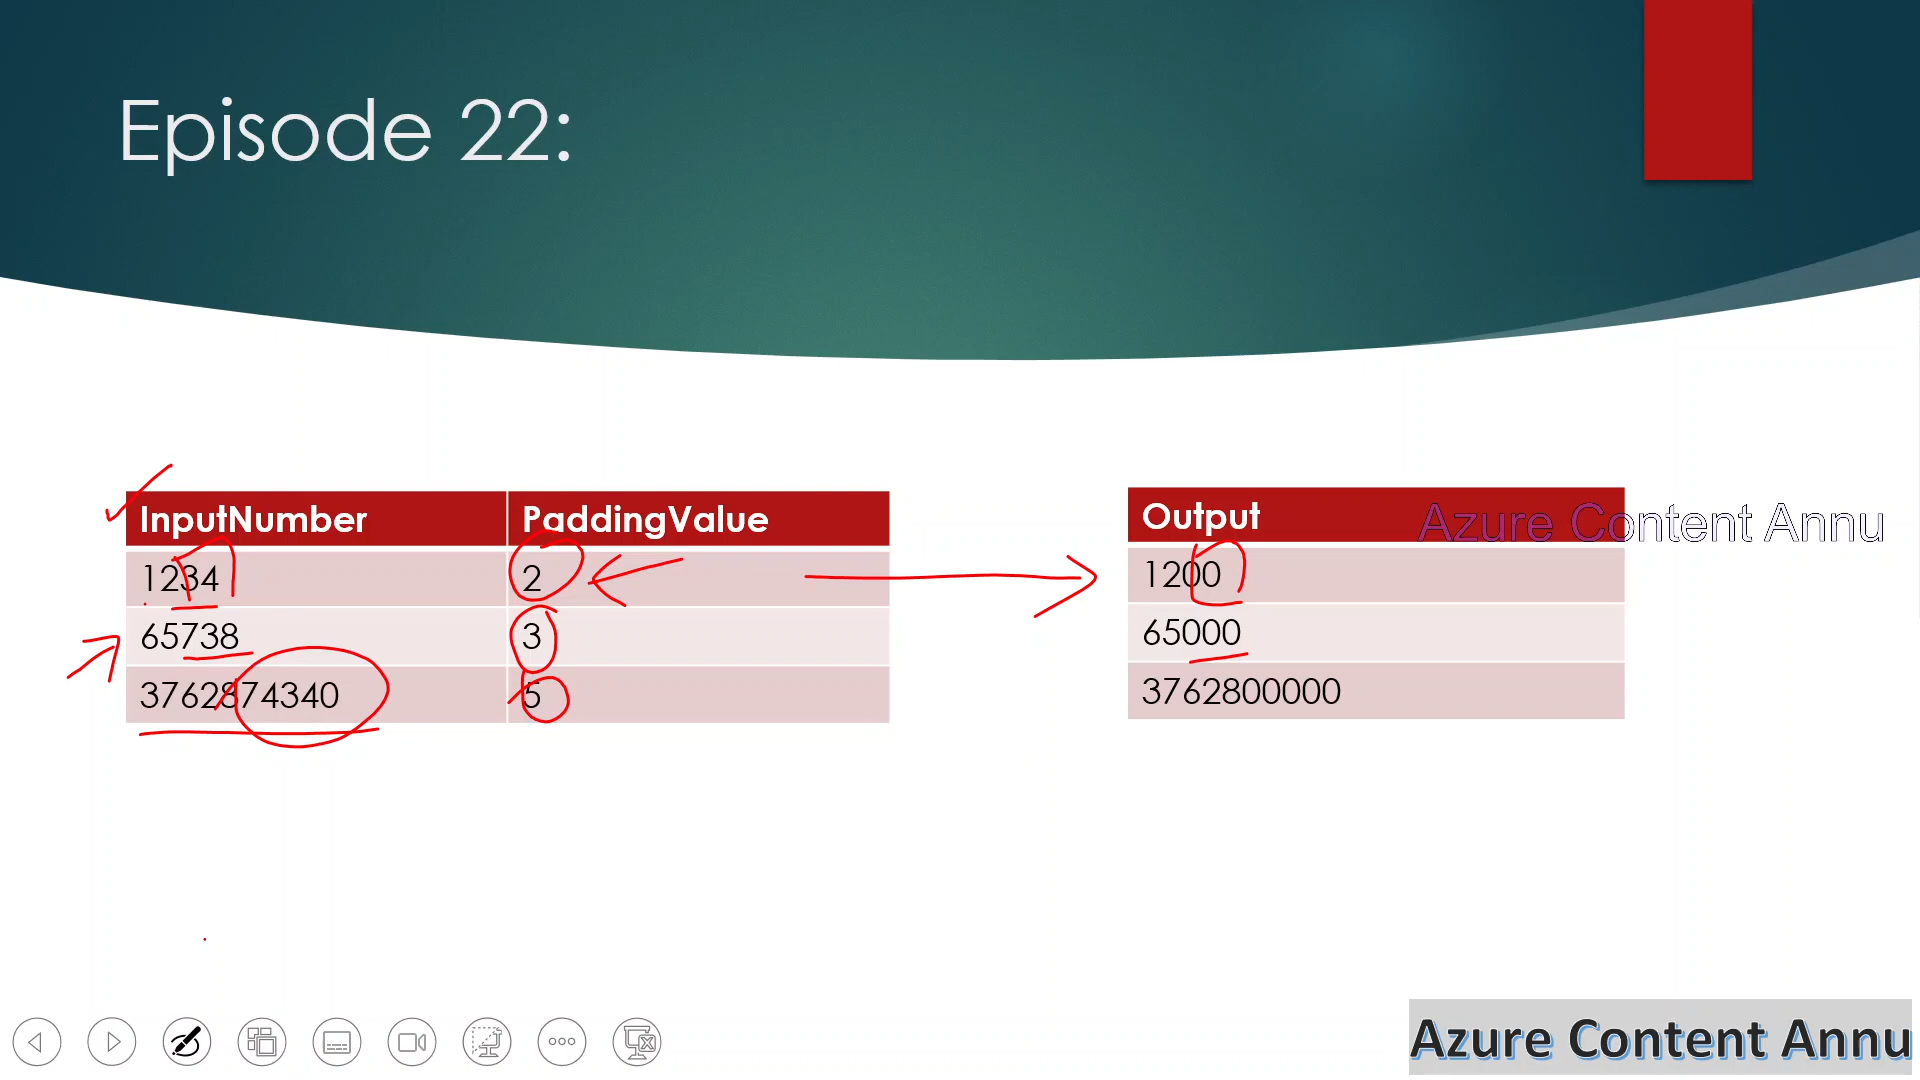 Episode 22:
InputNumber PaddingValue
1234 2
65738 3
3762874340 5
Output
1200
65000
3762800000
Azure Content Annu
Azure Content Annu